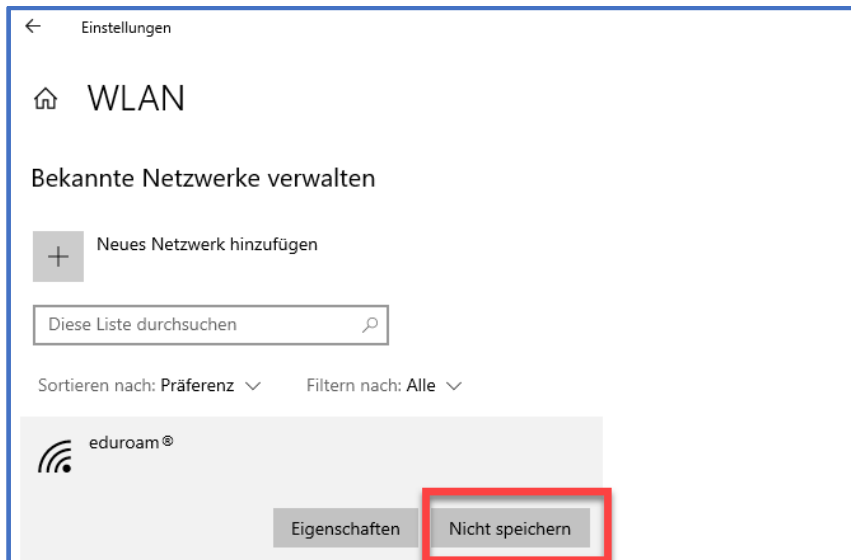 Einstellungen
WLAN
Bekannte Netzwerke verwalten
Neues Netzwerk hinzufügen
Diese Liste durchsuchen
Sortieren nach: Präferenz Filtern nach: Alle
eduroam®
Eigenschaften Nicht speichern